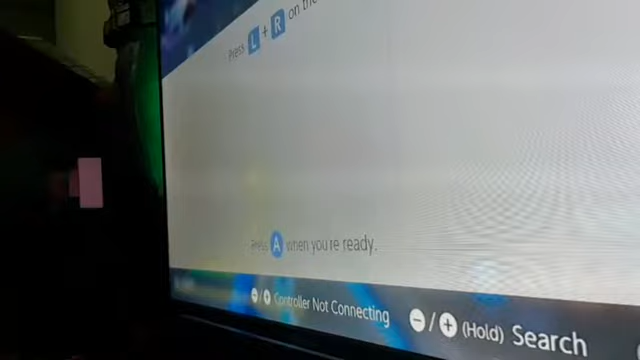 Press L + R on the
Press A when you're ready.
-/+ Controller Not Connecting
-/+ (Hold) Search